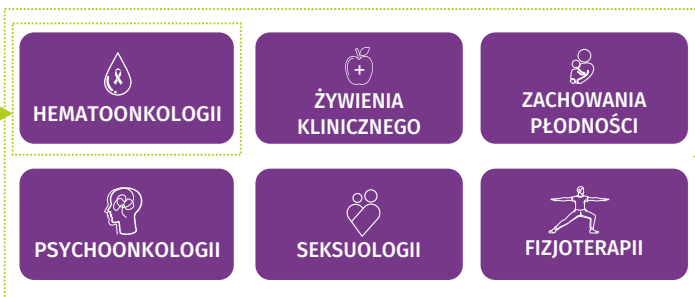 HEMATOONKOLOGII
ŻYWIENIA
KLINICZNEGO
ZACHOWANIA
PŁODNOŚCI
PSYCHOONKOLOGII
SEKSUOLOGII
FIZJOTERAPII